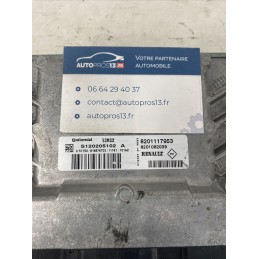 AUTOPROS13.FR
VOTRE PARTENAIRE
AUTOMOBILE
06 64 29 40 37
contact@autopros13.fr
autopros13.fr
Continental
S120205102 A
8201117953
8201082039
RENAULT